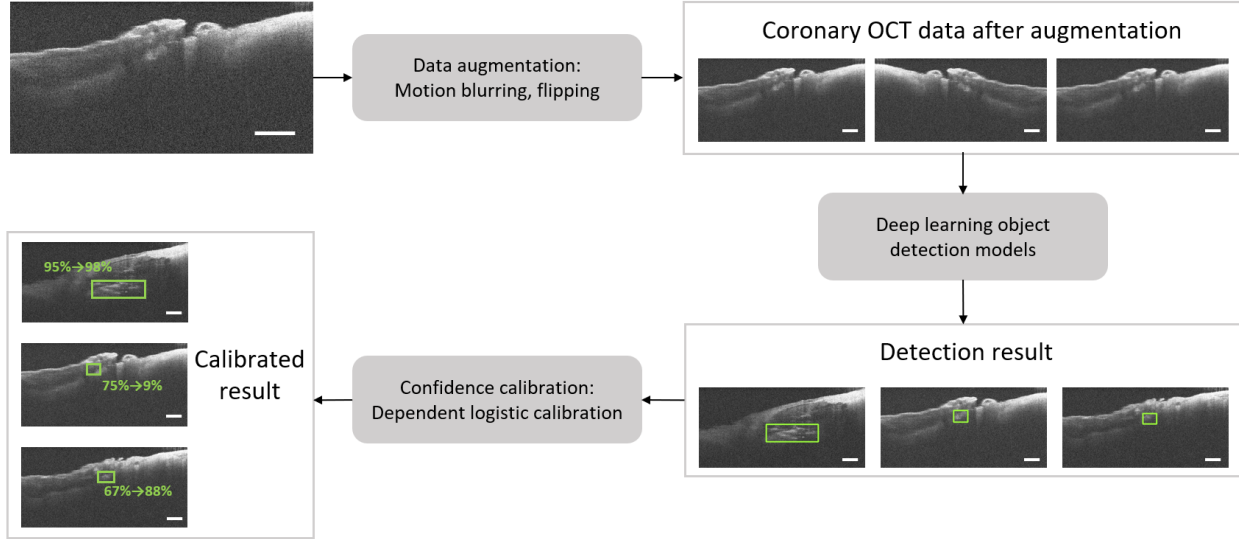 Data augmentation:
Motion blurring, flipping
Coronary OCT data after augmentation
Deep learning object
detection models
Detection result
Confidence calibration:
Dependent logistic calibration
Calibrated
result
95%→98%
75%→9%
67%→88%